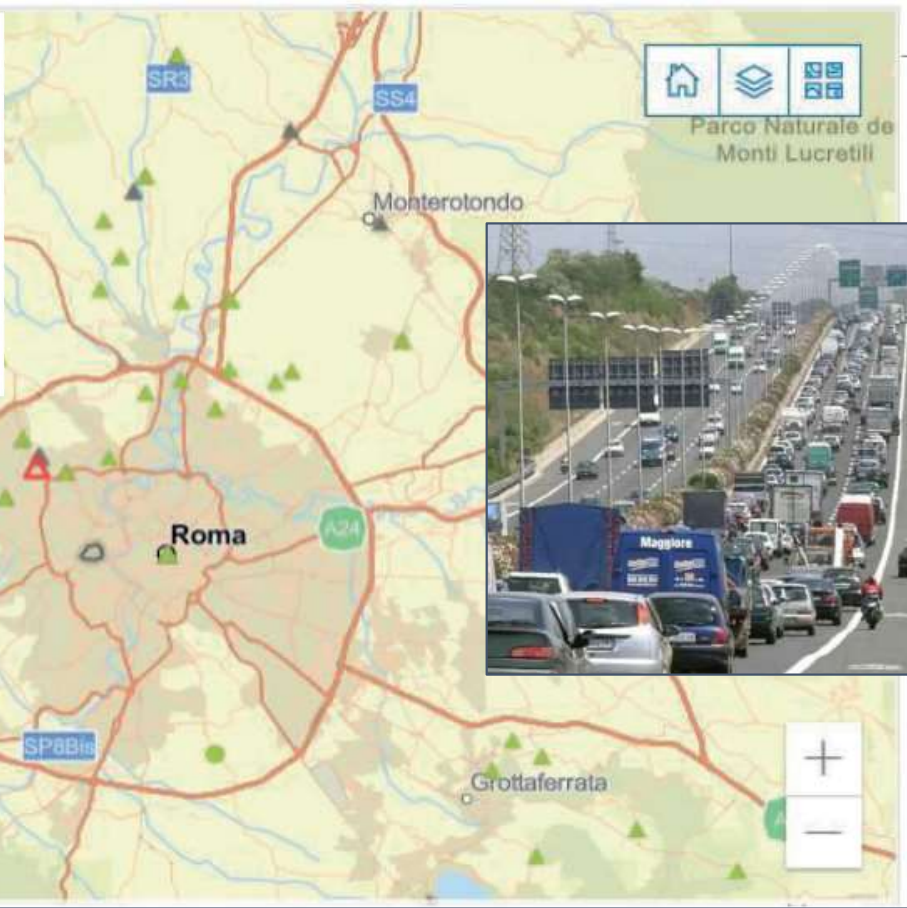 SR3
SS4
Parco Naturale de
Monti Lucretili
Monterotondo
Maggiore
Roma
A24
SP8Bis
Grottaferrata
A